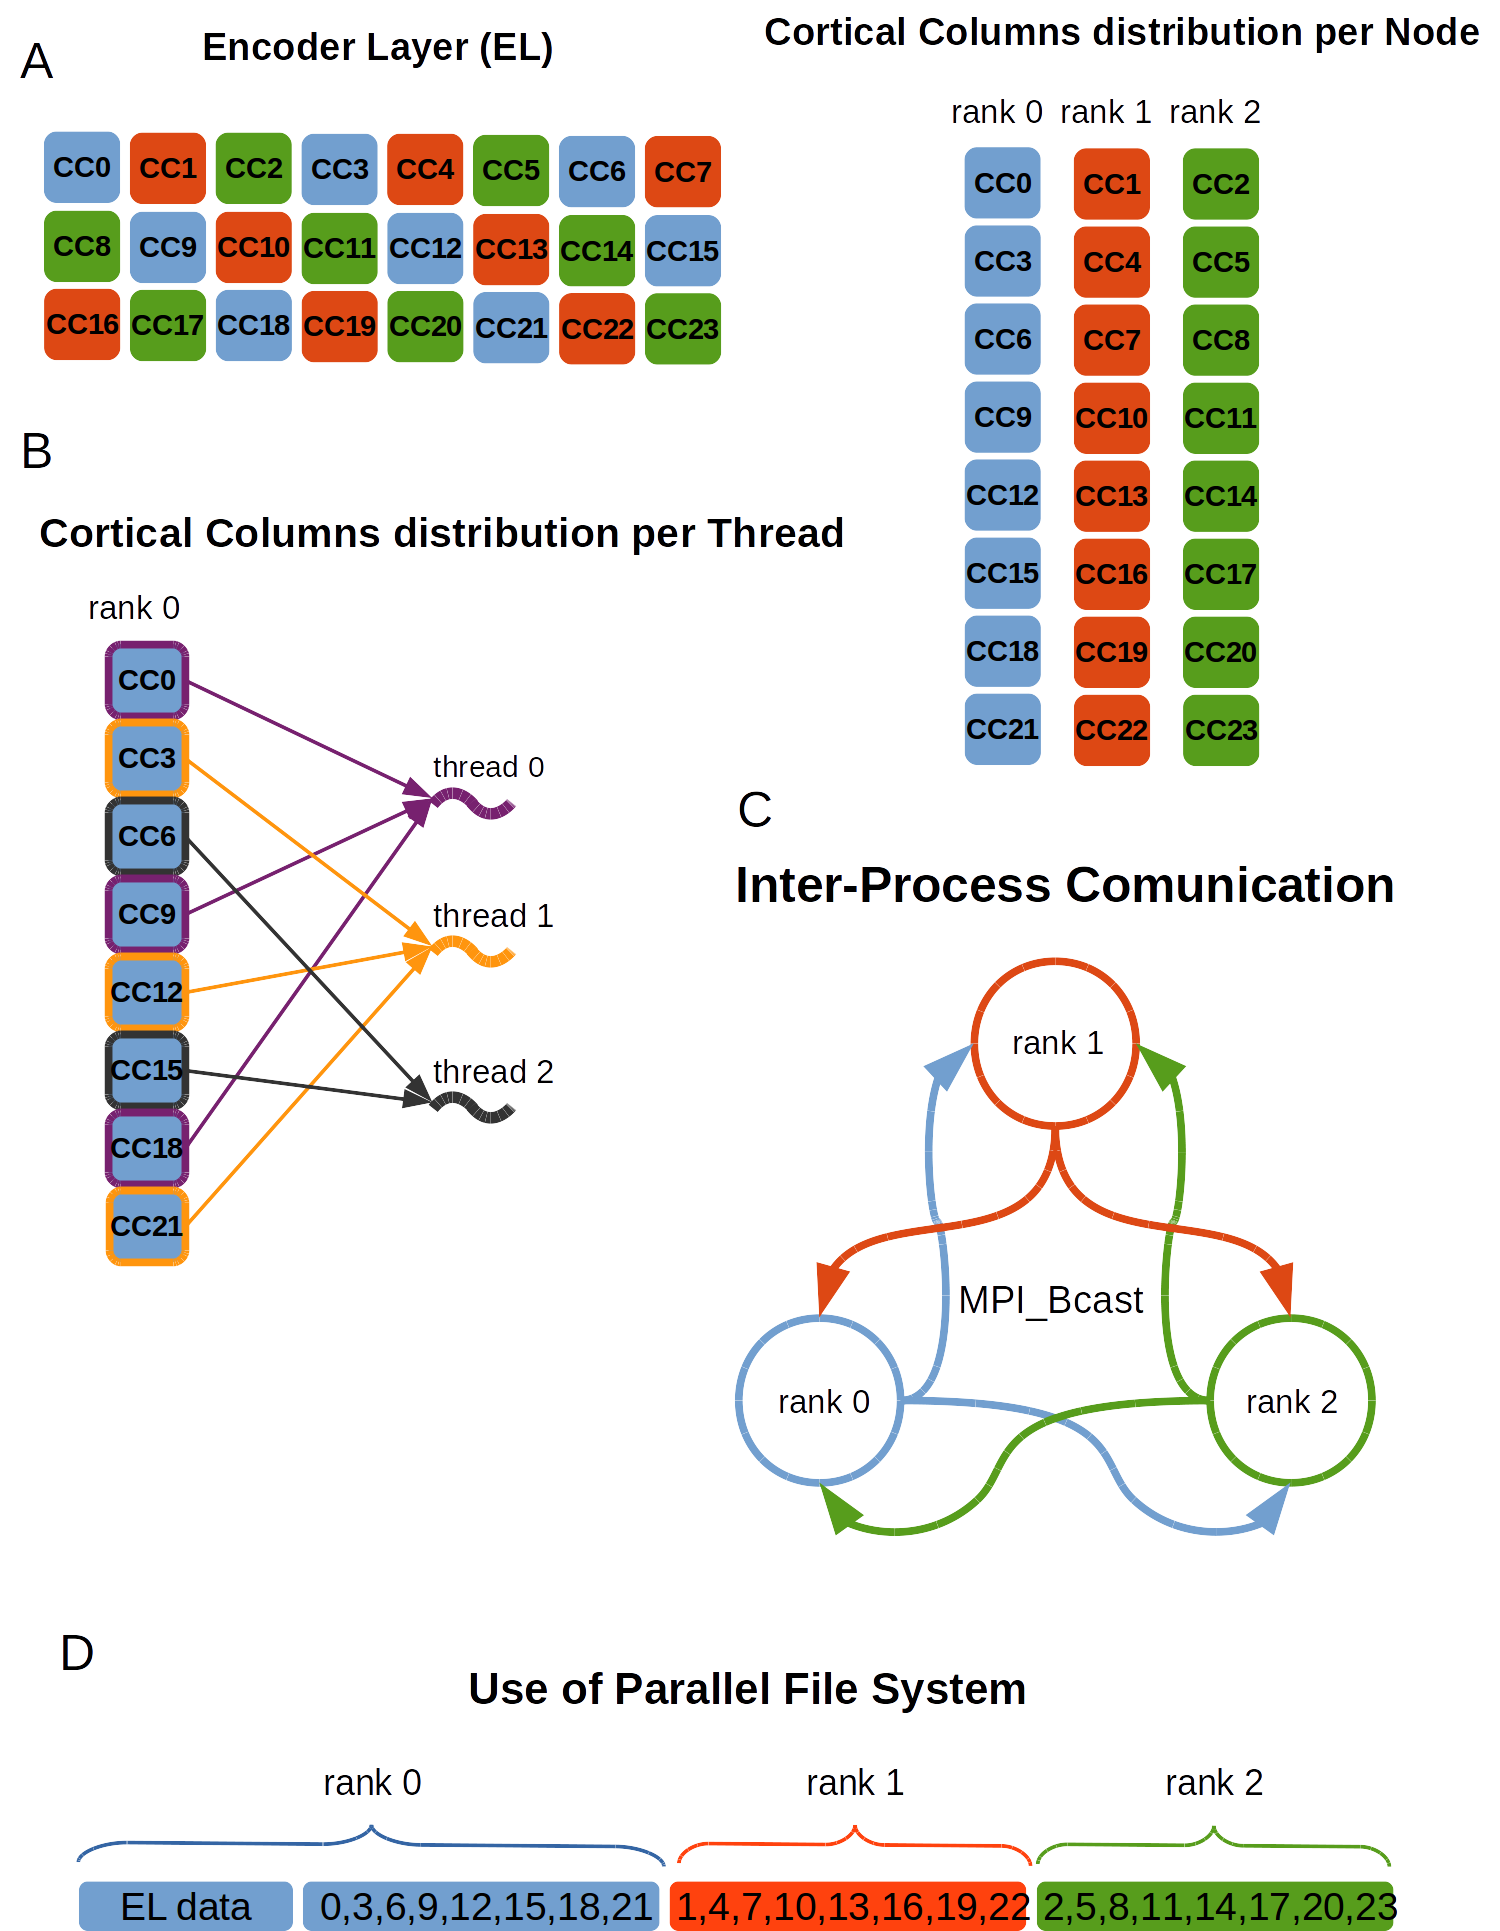 A
Encoder Layer (EL)
CC0 CC1 CC2 CC3 CC4 CC5 CC6 CC7
CC8 CC9 CC10 CC11 CC12 CC13 CC14 CC15
CC16 CC17 CC18 CC19 CC20 CC21 CC22 CC23
Cortical Columns distribution per Node
rank 0 rank 1 rank 2
CC0 CC1 CC2
CC3 CC4 CC5
CC6 CC7 CC8
CC9 CC10 CC11
CC12 CC13 CC14
CC15 CC16 CC17
CC18 CC19 CC20
CC21 CC22 CC23
B
Cortical Columns distribution per Thread
rank 0
CC0
CC3
CC6
CC9
CC12
CC15
CC18
CC21
thread 0
thread 1
thread 2
C
Inter-Process Comunication
rank 1
MPI_Bcast
rank 0
rank 2
D
Use of Parallel File System
rank 0 rank 1 rank 2
EL data 0,3,6,9,12,15,18,21 1,4,7,10,13,16,19,22 2,5,8,11,14,17,20,23